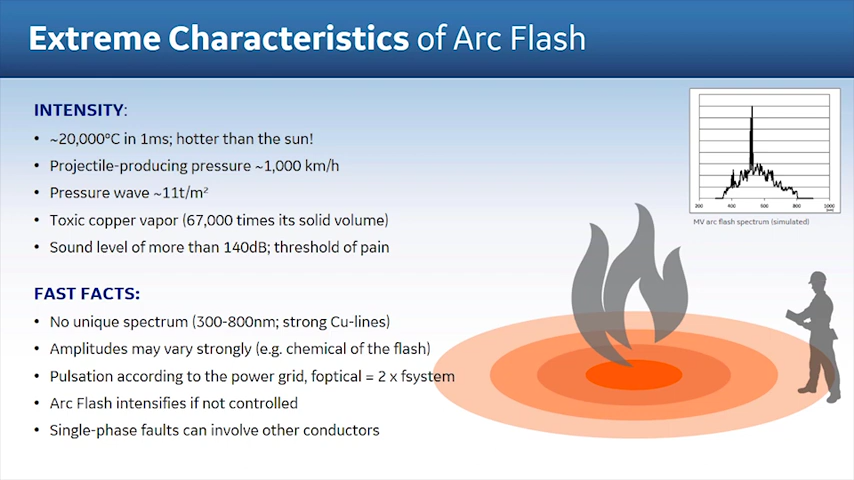 Extreme Characteristics of Arc Flash
INTENSITY:
• ~20,000°C in 1ms; hotter than the sun!
• Projectile-producing pressure ~1,000 km/h
• Pressure wave ~11t/m²
• Toxic copper vapor (67,000 times its solid volume)
• Sound level of more than 140dB; threshold of pain
200 400 600 800 1000
MV arc flash spectrum (simulated)
FAST FACTS:
• No unique spectrum (300-800nm; strong Cu-lines)
• Amplitudes may vary strongly (e.g. chemical of the flash)
• Pulsation according to the power grid, foptical = 2 x fsystem
• Arc Flash intensifies if not controlled
• Single-phase faults can involve other conductors